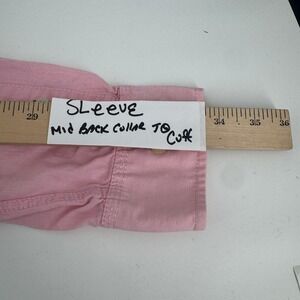 SLEEVE
Mid BACK COLLAR TO Cuff
29 34 35 36